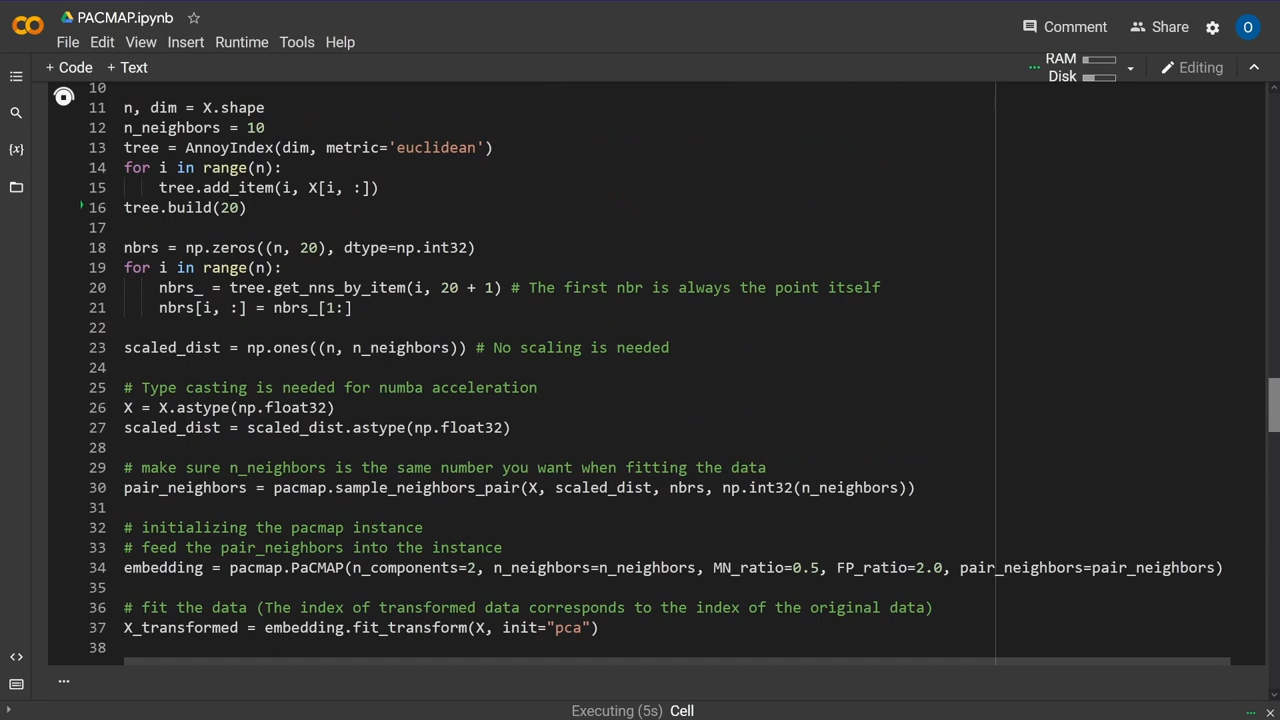 PACMAP.ipynb
File Edit View Insert Runtime Tools Help
Comment Share O
+ Code + Text
RAM
Disk
Editing
10
11 n, dim = X.shape
12 n_neighbors = 10
13 tree = AnnoyIndex(dim, metric='euclidean')
14 for i in range(n):
15 tree.add_item(i, X[i, :])
16 tree.build(20)
17
18 nbrs = np.zeros((n, 20), dtype=np.int32)
19 for i in range(n):
20 nbrs_ = tree.get_nns_by_item(i, 20 + 1) # The first nbr is always the point itself
21 nbrs[i, :] = nbrs_[1:]
22
23 scaled_dist = np.ones((n, n_neighbors)) # No scaling is needed
24
25 # Type casting is needed for numba acceleration
26 X = X.astype(np.float32)
27 scaled_dist = scaled_dist.astype(np.float32)
28
29 # make sure n_neighbors is the same number you want when fitting the data
30 pair_neighbors = pacmap.sample_neighbors_pair(X, scaled_dist, nbrs, np.int32(n_neighbors))
31
32 # initializing the pacmap instance
33 # feed the pair_neighbors into the instance
34 embedding = pacmap.PaCMAP(n_components=2, n_neighbors=n_neighbors, MN_ratio=0.5, FP_ratio=2.0, pair_neighbors=pair_neighbors)
35
36 # fit the data (The index of transformed data corresponds to the index of the original data)
37 X_transformed = embedding.fit_transform(X, init="pca")
38
...
Executing (5s) Cell